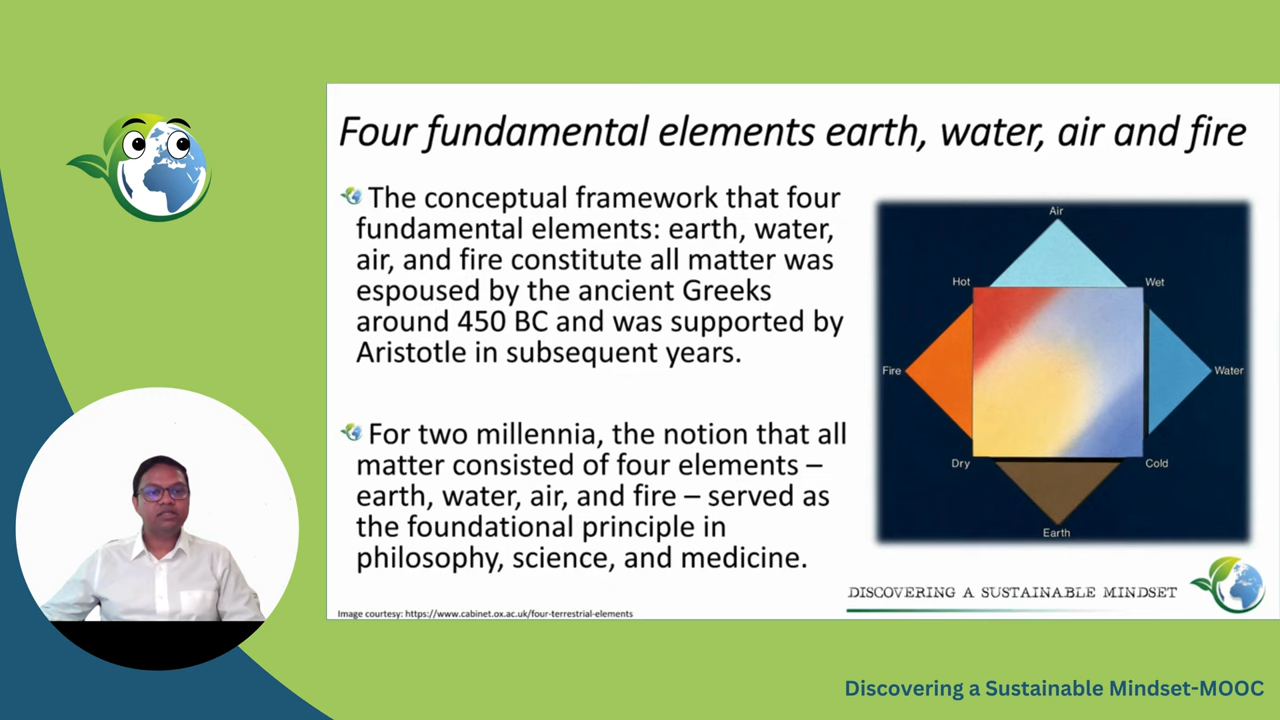 Four fundamental elements earth, water, air and fire
The conceptual framework that four
fundamental elements: earth, water,
air, and fire constitute all matter was
espoused by the ancient Greeks
around 450 BC and was supported by
Aristotle in subsequent years.
For two millennia, the notion that all
matter consisted of four elements –
earth, water, air, and fire – served as
the foundational principle in
philosophy, science, and medicine.
Air
Hot
Wet
Fire
Water
Dry
Cold
Earth
DISCOVERING A SUSTAINABLE MINDSET
Image courtesy: https://www.cabinet.ox.ac.uk/four-terrestrial-elements
Discovering a Sustainable Mindset-MOOC